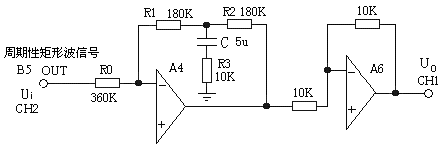 R1 180K
R2 180K
周期性矩形波信号
C 5u
A4
10K
B5 OUT
R0
R3
10K
A6
U0
CH1
Ui
CH2
360K
10K
−
+
−
+